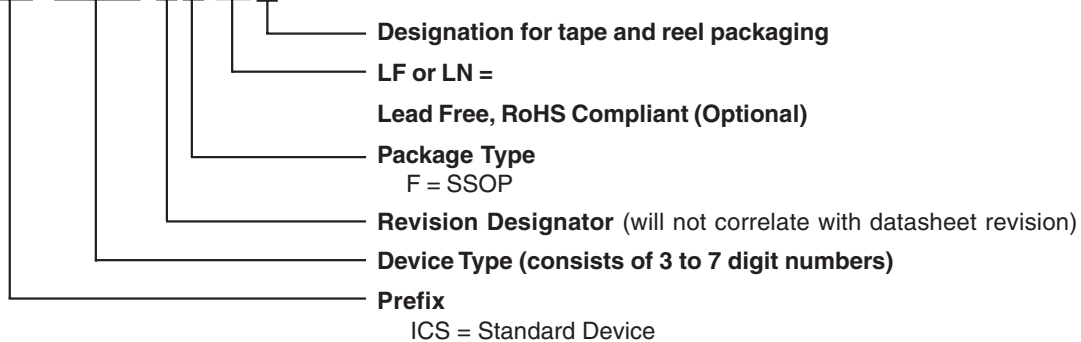 Designation for tape and reel packaging
LF or LN =
Lead Free, RoHS Compliant (Optional)
Package Type
F = SSOP
Revision Designator (will not correlate with datasheet revision)
Device Type (consists of 3 to 7 digit numbers)
Prefix
ICS = Standard Device